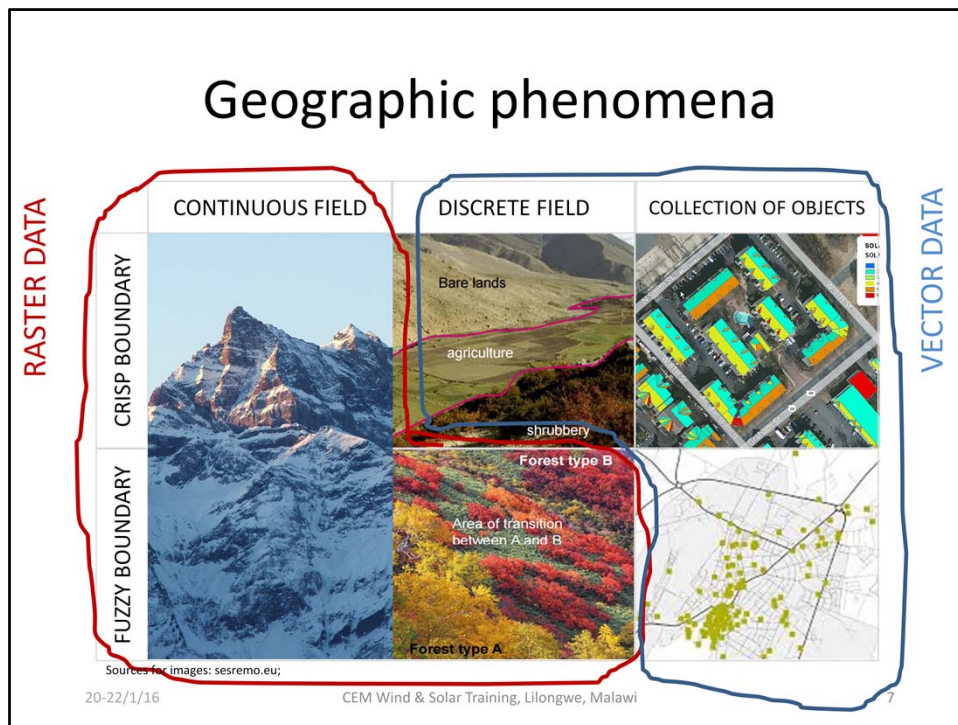 Geographic phenomena
RASTER DATA
VECTOR DATA
CONTINUOUS FIELD
DISCRETE FIELD
COLLECTION OF OBJECTS
CRISP BOUNDARY
Bare lands
agriculture
shrubbery
FUZZY BOUNDARY
Forest type B
Area of transition
between A and B
Forest type A
Sources for images: sesremo.eu;
20-22/1/16
CEM Wind & Solar Training, Lilongwe, Malawi
7